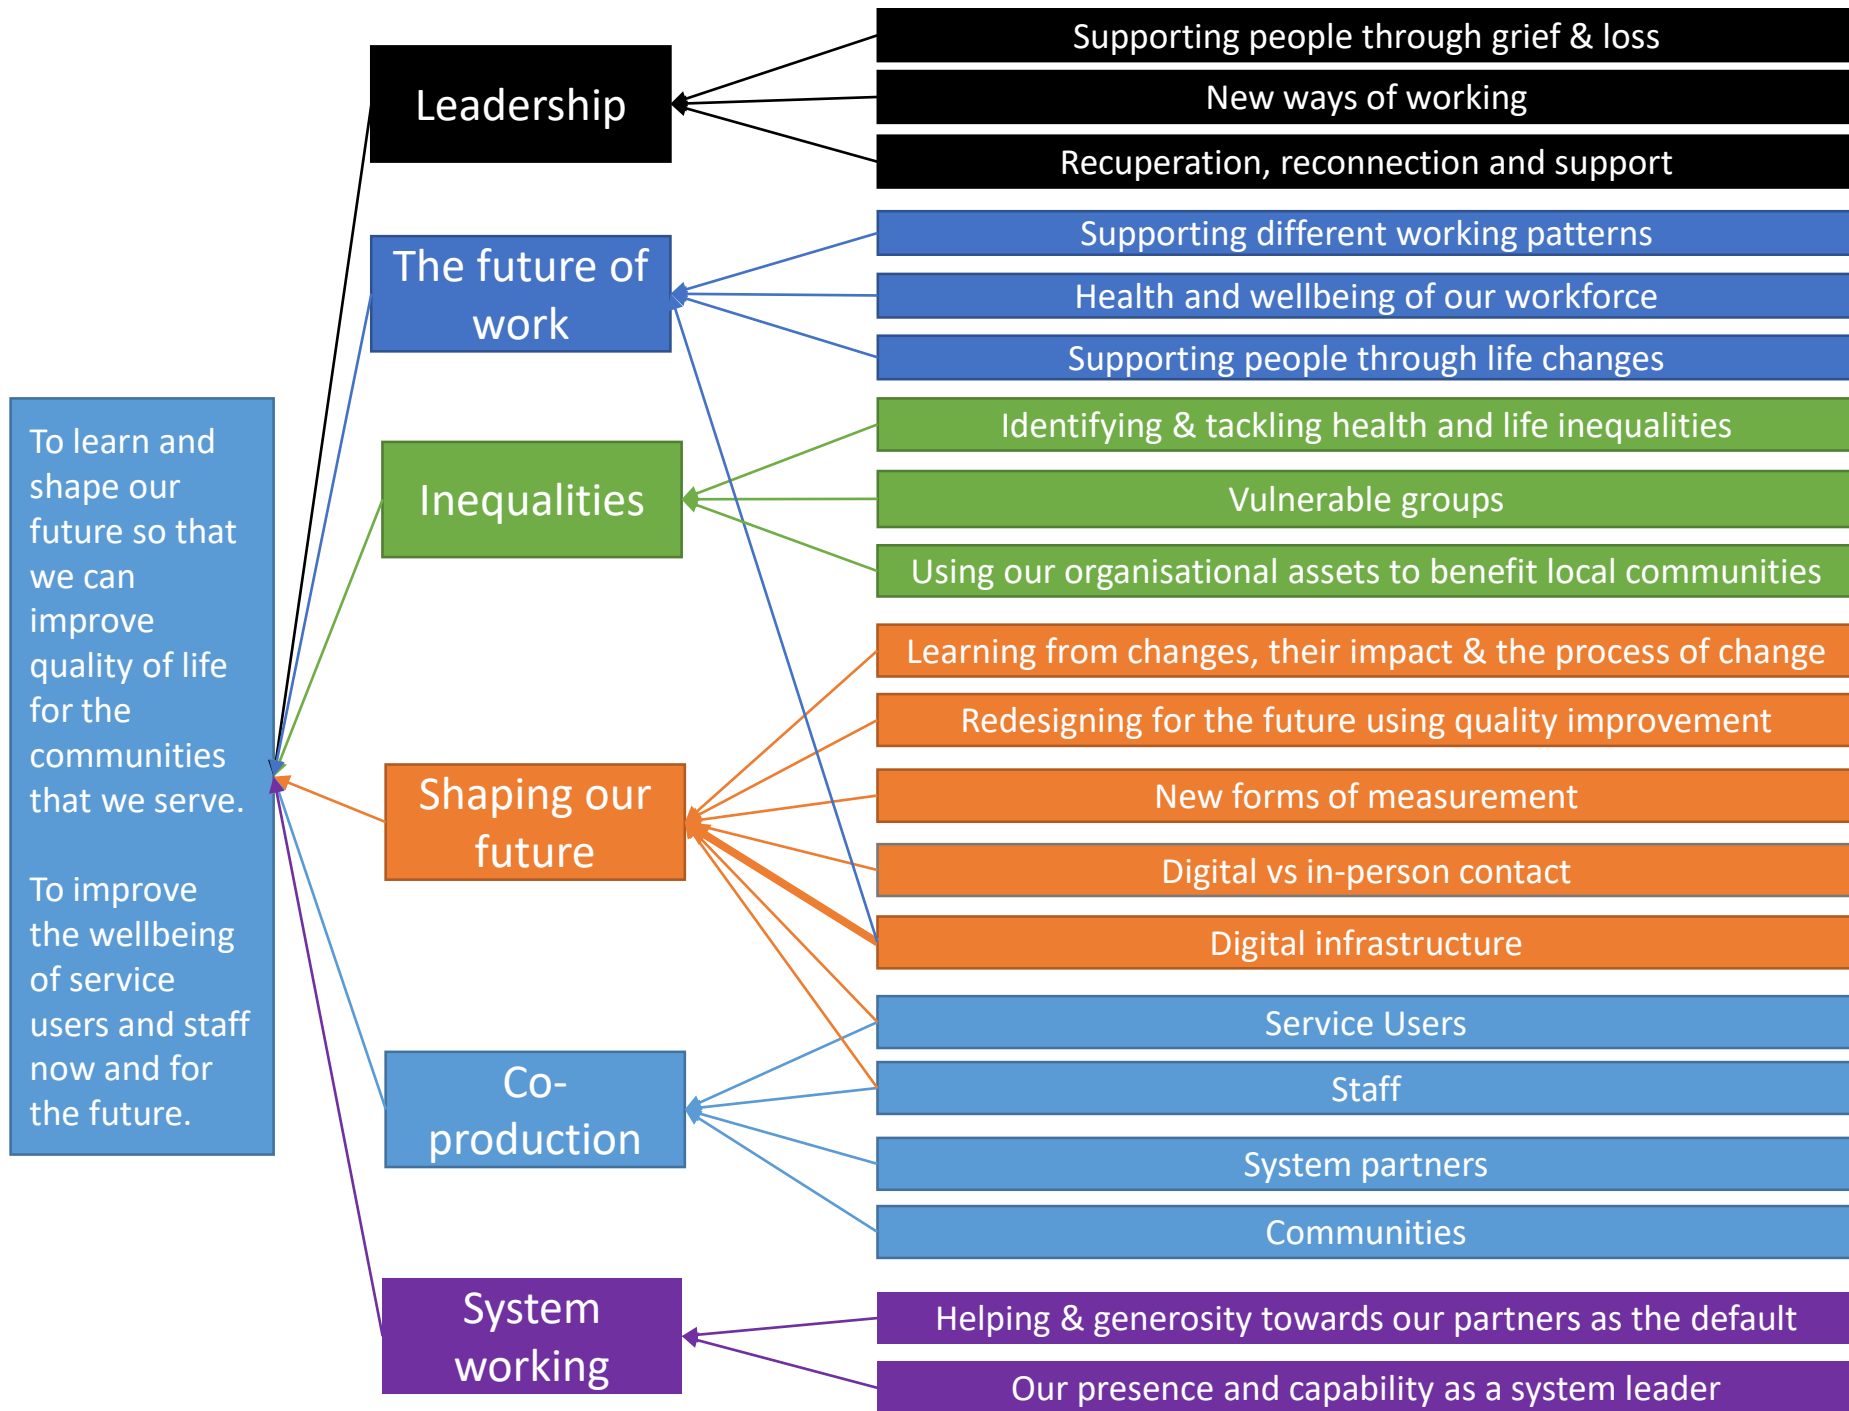 To learn and
shape our
future so that
we can
improve
quality of life
for the
communities
that we serve.
To improve
the wellbeing
of service
users and staff
now and for
the future.
Leadership
The future of
work
Inequalities
Shaping our
future
Co-
production
System
working
Supporting people through grief & loss
New ways of working
Recuperation, reconnection and support
Supporting different working patterns
Health and wellbeing of our workforce
Supporting people through life changes
Identifying & tackling health and life inequalities
Vulnerable groups
Using our organisational assets to benefit local communities
Learning from changes, their impact & the process of change
Redesigning for the future using quality improvement
New forms of measurement
Digital vs in-person contact
Digital infrastructure
Service Users
Staff
System partners
Communities
Helping & generosity towards our partners as the default
Our presence and capability as a system leader